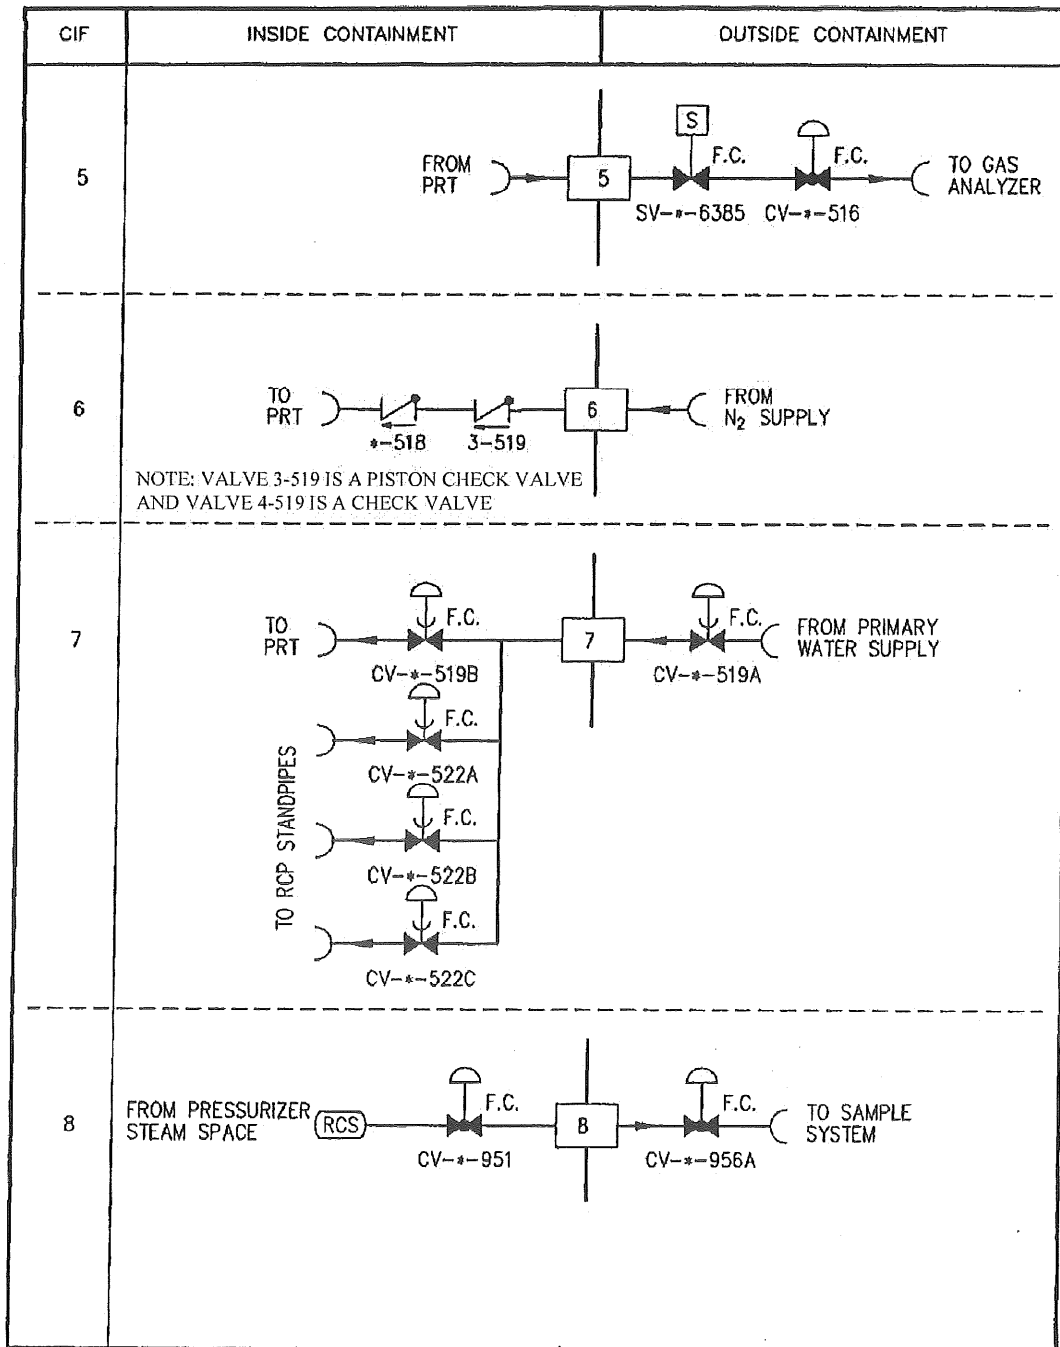 CIF
INSIDE CONTAINMENT
OUTSIDE CONTAINMENT
5
FROM
PRT
5
S
F.C.
SV-*-6385
F.C.
CV-*-516
TO GAS
ANALYZER
6
TO
PRT
*-518
3-519
6
FROM
N₂ SUPPLY
NOTE: VALVE 3-519 IS A PISTON CHECK VALVE
AND VALVE 4-519 IS A CHECK VALVE
7
TO
PRT
F.C.
CV-*-519B
7
F.C.
CV-*-519A
FROM PRIMARY
WATER SUPPLY
TO RCP STANDPIPES
F.C.
CV-*-522A
F.C.
CV-*-522B
F.C.
CV-*-522C
8
FROM PRESSURIZER
STEAM SPACE
RCS
F.C.
CV-*-951
8
F.C.
CV-*-956A
TO SAMPLE
SYSTEM